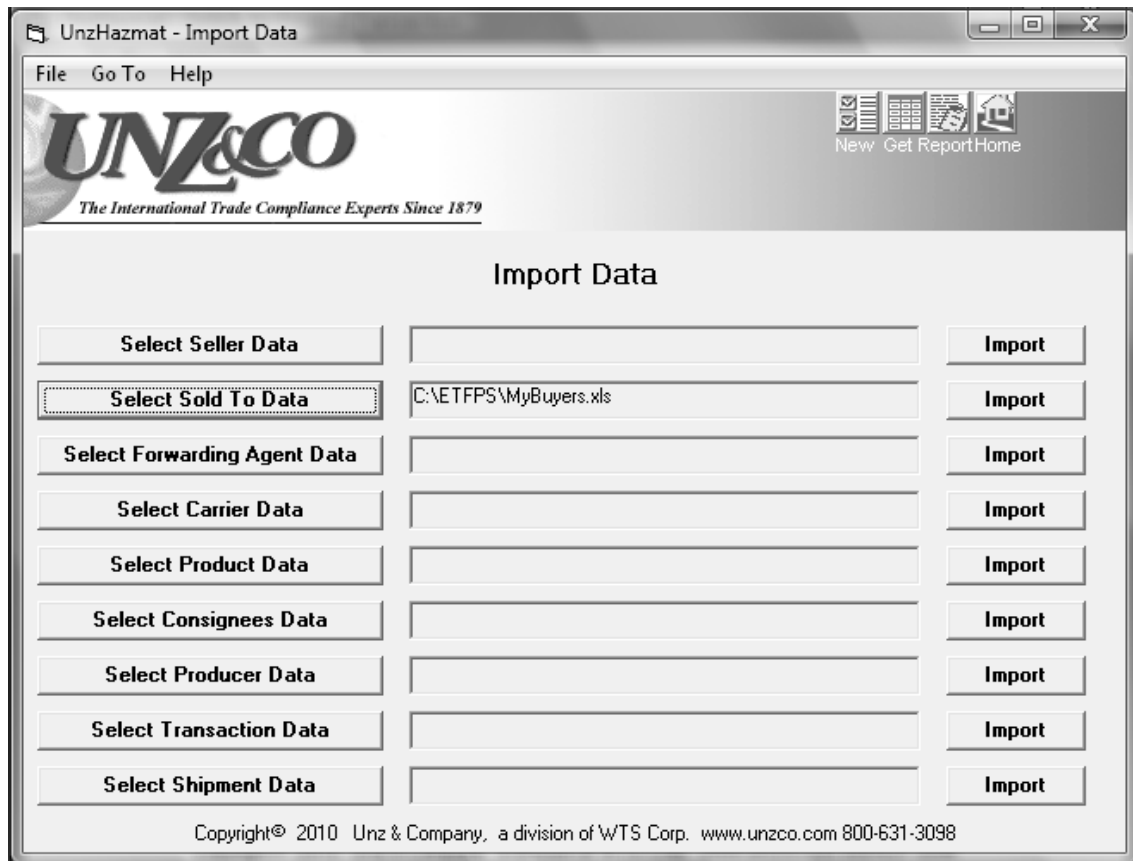 UnzHazmat - Import Data
File Go To Help
UNZ&CO
The International Trade Compliance Experts Since 1879
New Get Report Home
Import Data
Select Seller Data Import
Select Sold To Data C:\ETFPS\MyBuyers.xls Import
Select Forwarding Agent Data Import
Select Carrier Data Import
Select Product Data Import
Select Consignees Data Import
Select Producer Data Import
Select Transaction Data Import
Select Shipment Data Import
Copyright© 2010 Unz & Company, a division of WTS Corp. www.unzco.com 800-631-3098